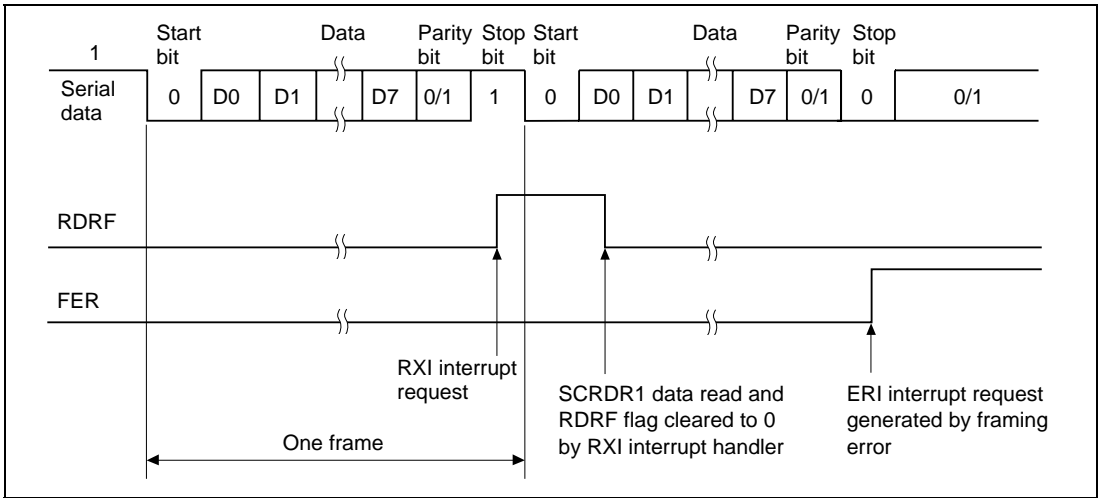 1
Start bit
Data
Parity bit
Stop bit
Start bit
Data
Parity bit
Stop bit
Serial data
0 D0 D1 D7 0/1 1 0 D0 D1 D7 0/1 0 0/1
RDRF
FER
RXI interrupt
request
SCRDR1 data read and
RDRF flag cleared to 0
by RXI interrupt handler
ERI interrupt request
generated by framing
error
One frame